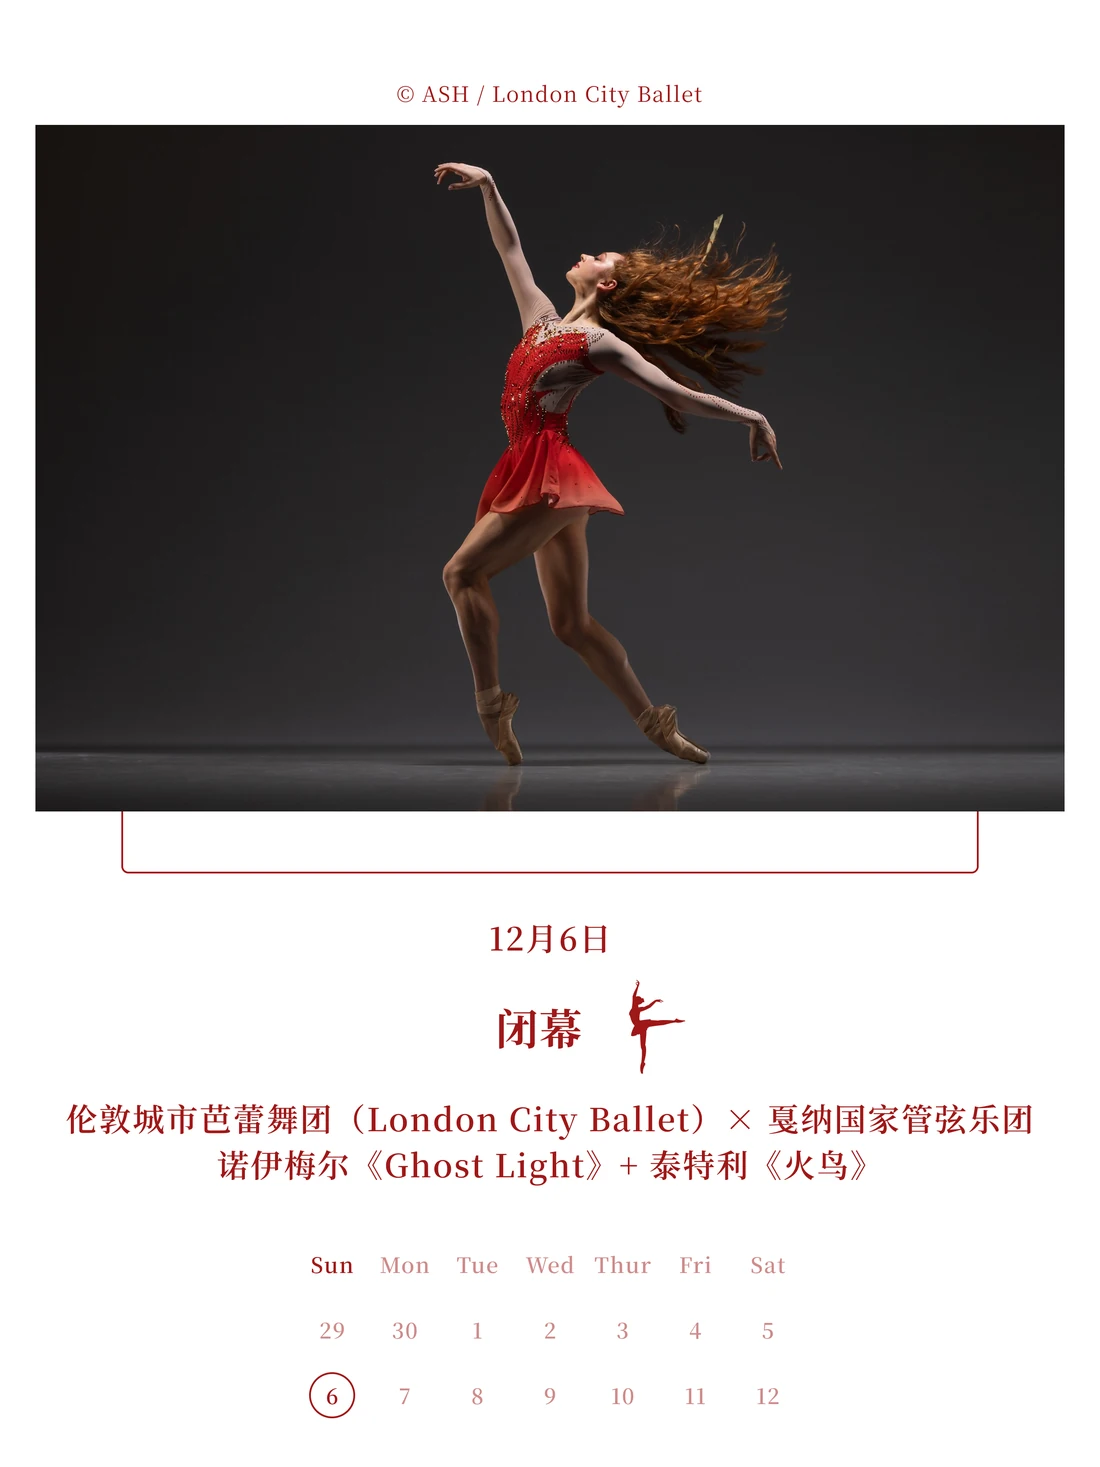 © ASH / London City Ballet
12月6日
闭幕
伦敦城市芭蕾舞团（London City Ballet）× 戛纳国家管弦乐团
诺伊梅尔《Ghost Light》+ 泰特利《火鸟》
Sun Mon Tue Wed Thur Fri Sat
29 30 1 2 3 4 5
6 7 8 9 10 11 12